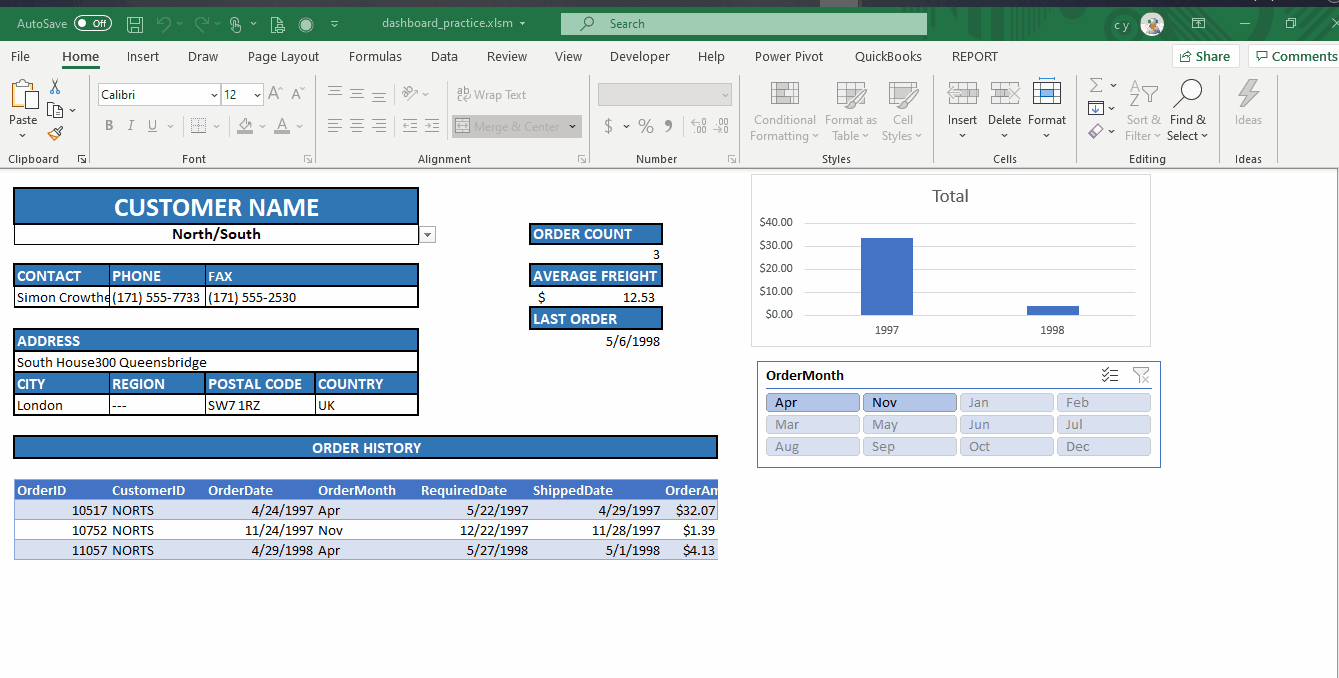 AutoSave Off dashboard_practice.xlsm Search c y
File Home Insert Draw Page Layout Formulas Data Review View Developer Help Power Pivot QuickBooks REPORT Share Comments
Paste Calibri 12 A A ab Wrap Text Conditional Formatting Format as Table Cell Styles Insert Delete Format Sort & Filter Find & Select Ideas
B I U A Merge & Center $ % 9 .00 .00
Clipboard Font Alignment Number Styles Cells Editing Ideas
CUSTOMER NAME
North/South
CONTACT PHONE FAX
Simon Crowthe (171) 555-7733 (171) 555-2530
ADDRESS
South House300 Queensbridge
CITY REGION POSTAL CODE COUNTRY
London --- SW7 1RZ UK
ORDER COUNT
3
AVERAGE FREIGHT
$ 12.53
LAST ORDER
5/6/1998
Total
$40.00
$30.00
$20.00
$10.00
$0.00
1997 1998
OrderMonth
Apr Nov Jan Feb
Mar May Jun Jul
Aug Sep Oct Dec
ORDER HISTORY
OrderID CustomerID OrderDate OrderMonth RequiredDate ShippedDate OrderAm
10517 NORTS 4/24/1997 Apr 5/22/1997 4/29/1997 $32.07
10752 NORTS 11/24/1997 Nov 12/22/1997 11/28/1997 $1.39
11057 NORTS 4/29/1998 Apr 5/27/1998 5/1/1998 $4.13